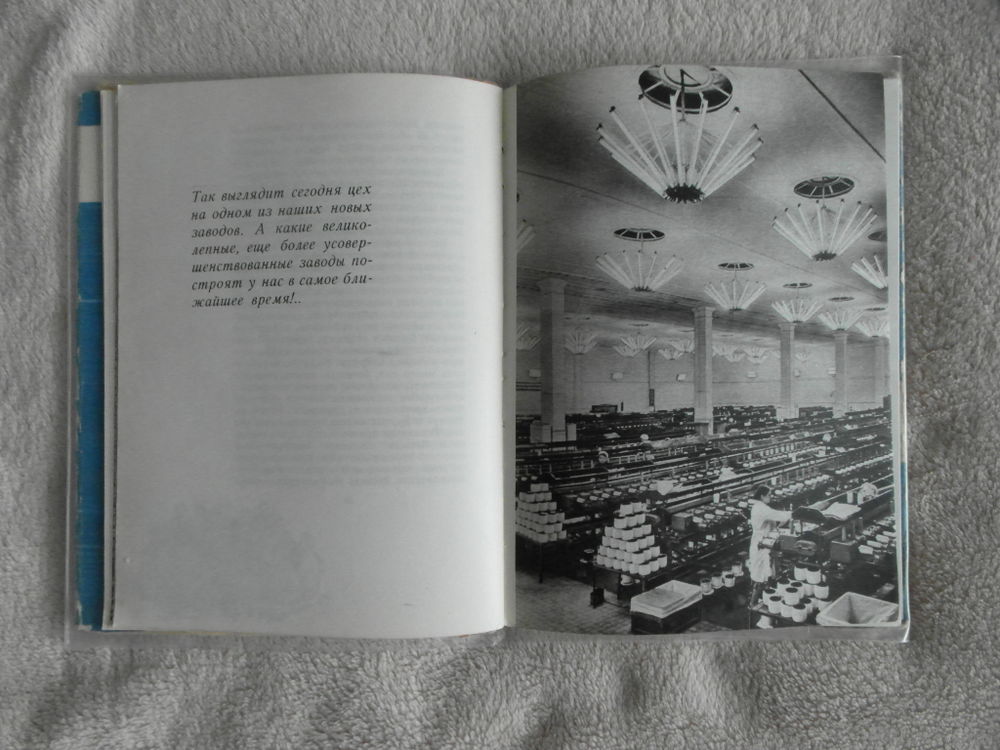 Так выглядит сегодня цех
на одном из наших новых
заводов. А какие велико-
лепные, еще более усовер-
шенствованные заводы по-
строят у нас в самое бли-
жайшее время!..